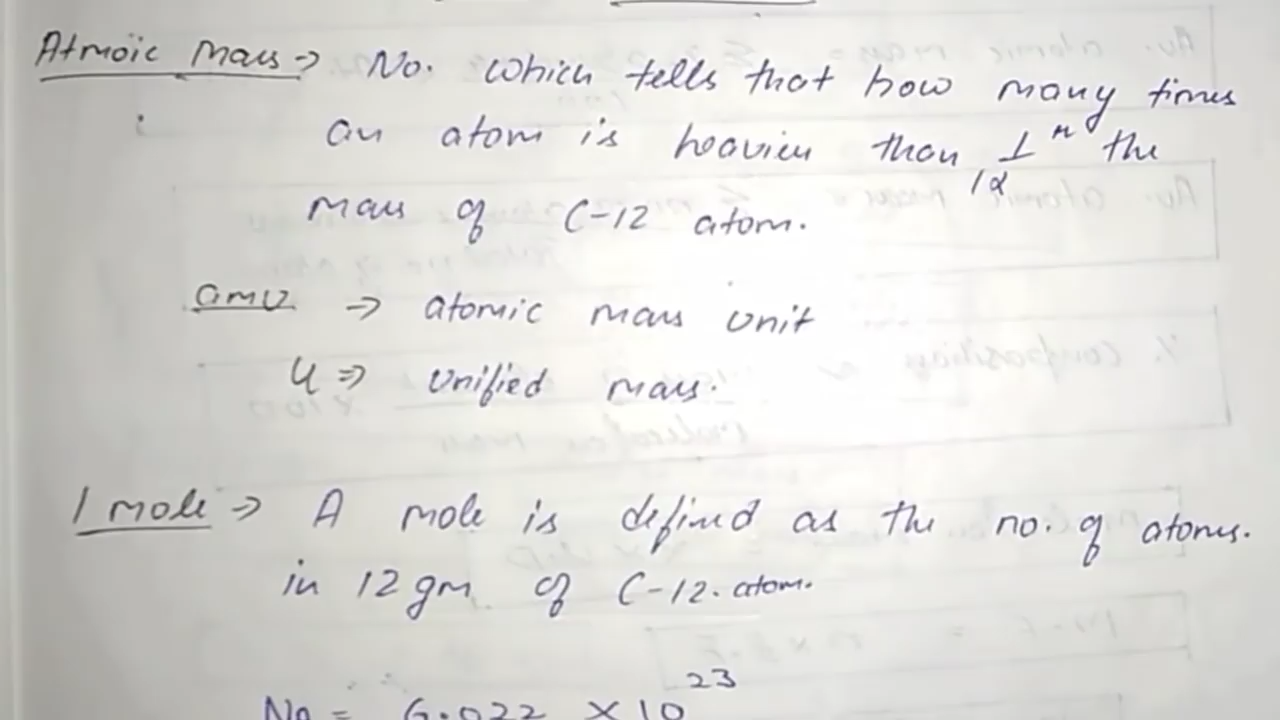 Atmoic Mass → No. which tells that how many times
an atom is heavier than 1/12 th the
mass of C-12 atom.
amu → atomic mass unit
u ⇒ Unified mass.
1 mole → A mole is defined as the no. of atoms.
in 12 gm of C-12. atom.
No = 6.022 × 10^23